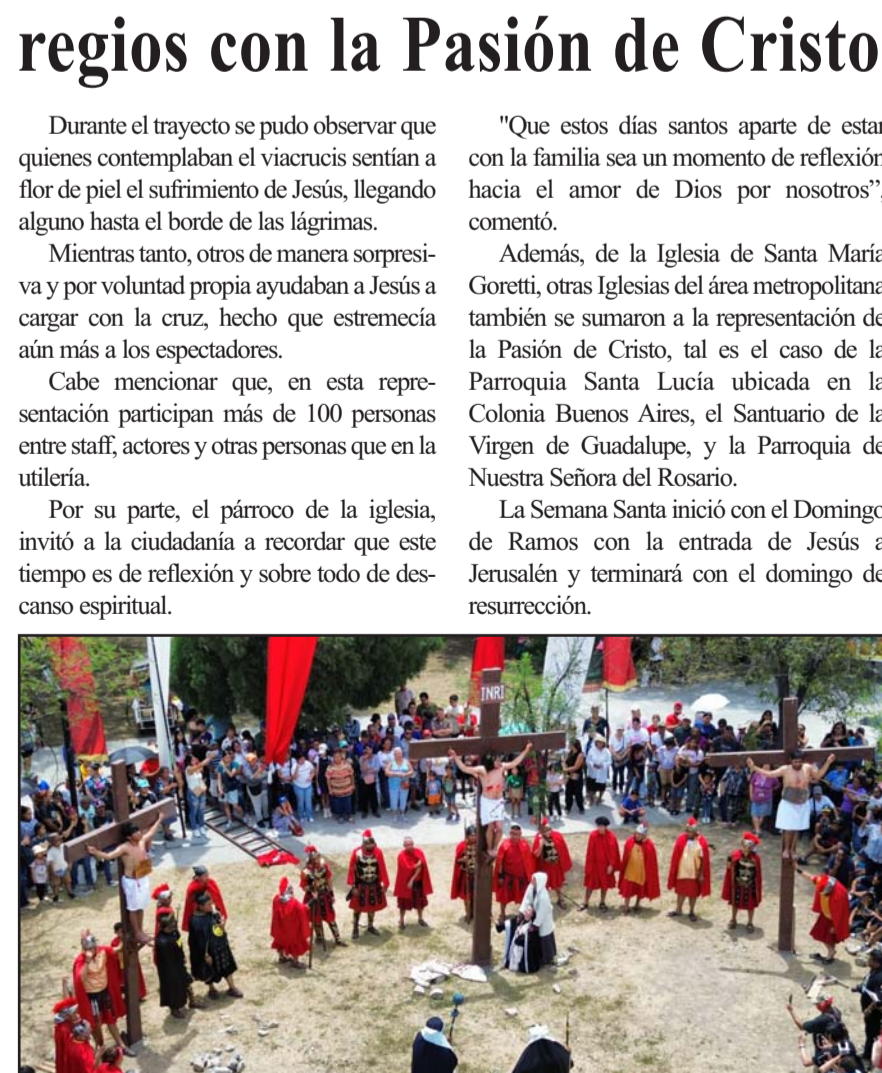 regios con la Pasión de Cristo
Durante el trayecto se pudo observar que
quienes contemplaban el viacrucis sentían a
flor de piel el sufrimiento de Jesús, llegando
alguno hasta el borde de las lágrimas.
Mientras tanto, otros de manera sorpresi-
va y por voluntad propia ayudaban a Jesús a
cargar con la cruz, hecho que estremecía
aún más a los espectadores.
Cabe mencionar que, en esta repre-
sentación participan más de 100 personas
entre staff, actores y otras personas que en la
utilería.
Por su parte, el párroco de la iglesia,
invitó a la ciudadanía a recordar que este
tiempo es de reflexión y sobre todo de des-
canso espiritual.
"Que estos días santos aparte de estar
con la familia sea un momento de reflexión
hacia el amor de Dios por nosotros”,
comentó.
Además, de la Iglesia de Santa María
Goretti, otras Iglesias del área metropolitana
también se sumaron a la representación de
la Pasión de Cristo, tal es el caso de la
Parroquia Santa Lucía ubicada en la
Colonia Buenos Aires, el Santuario de la
Virgen de Guadalupe, y la Parroquia de
Nuestra Señora del Rosario.
La Semana Santa inició con el Domingo
de Ramos con la entrada de Jesús a
Jerusalén y terminará con el domingo de
resurrección.
INRI